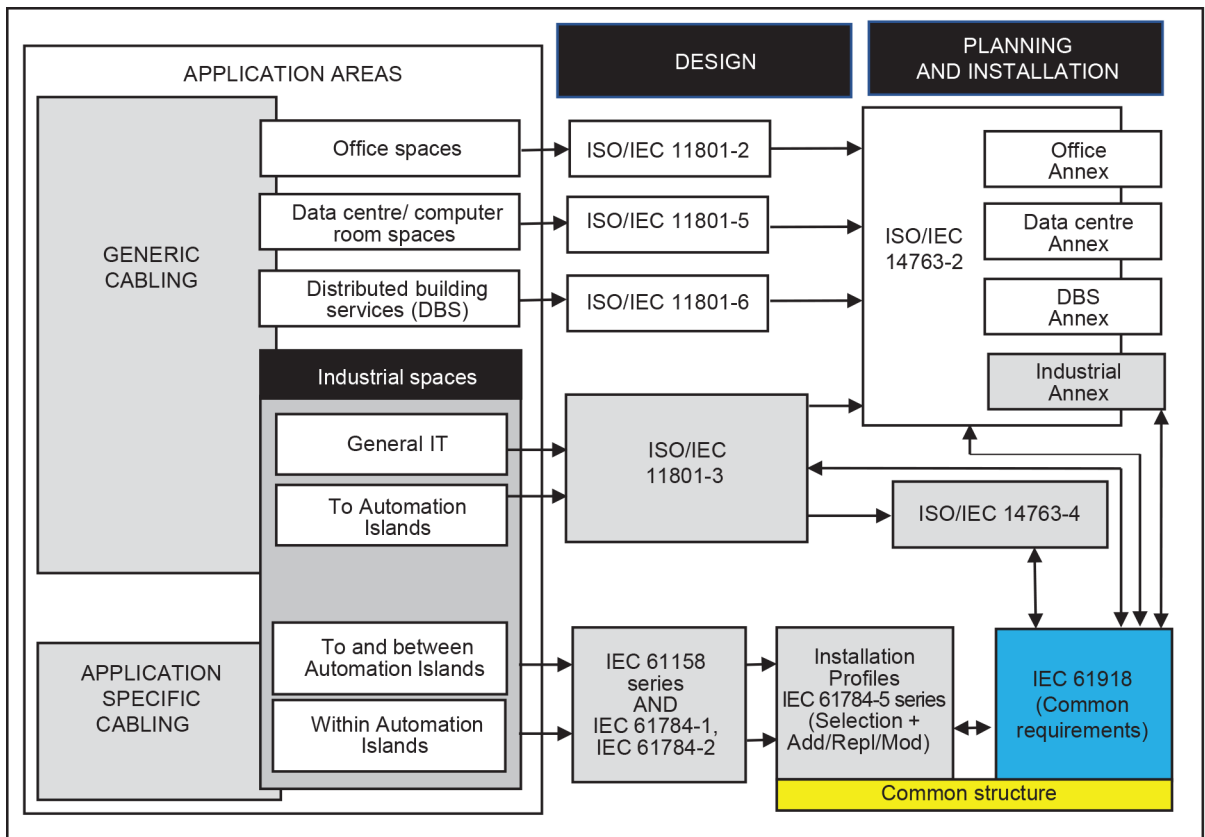 APPLICATION AREAS
DESIGN
PLANNING
AND INSTALLATION
GENERIC
CABLING
Office spaces
ISO/IEC 11801-2
Data centre/ computer
room spaces
ISO/IEC 11801-5
Distributed building
services (DBS)
ISO/IEC 11801-6
ISO/IEC
14763-2
Office
Annex
Data centre
Annex
DBS
Annex
Industrial
Annex
Industrial spaces
General IT
To Automation
Islands
ISO/IEC
11801-3
ISO/IEC 14763-4
APPLICATION
SPECIFIC
CABLING
To and between
Automation Islands
Within Automation
Islands
IEC 61158
series
AND
IEC 61784-1,
IEC 61784-2
Installation
Profiles
IEC 61784-5 series
(Selection +
Add/Repl/Mod)
IEC 61918
(Common
requirements)
Common structure